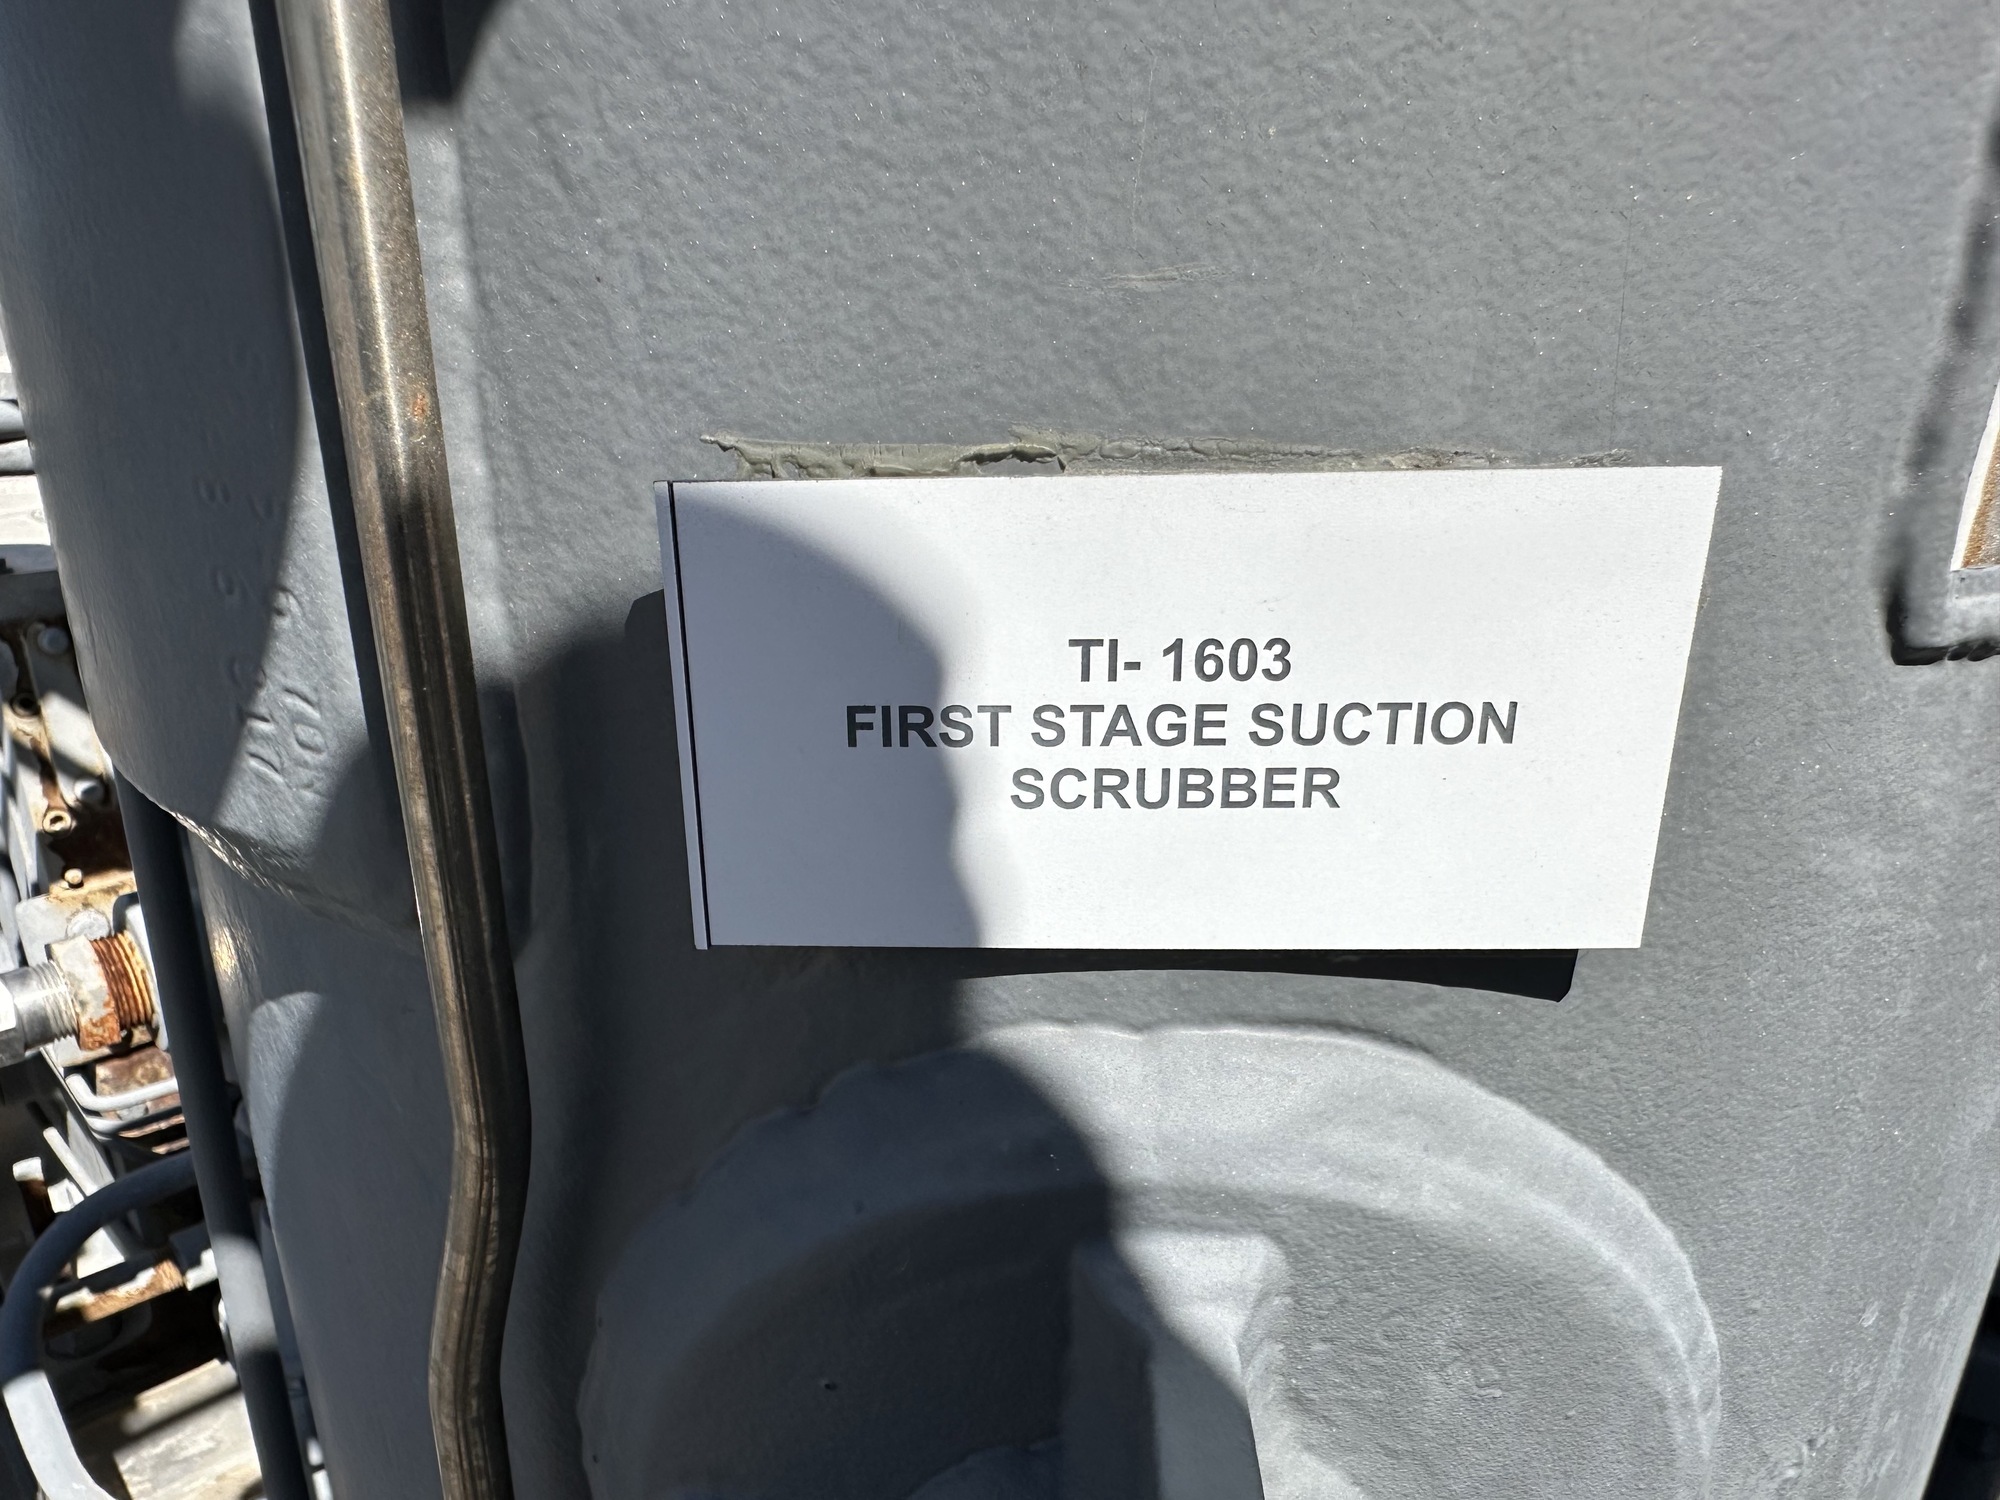 TI- 1603
FIRST STAGE SUCTION
SCRUBBER